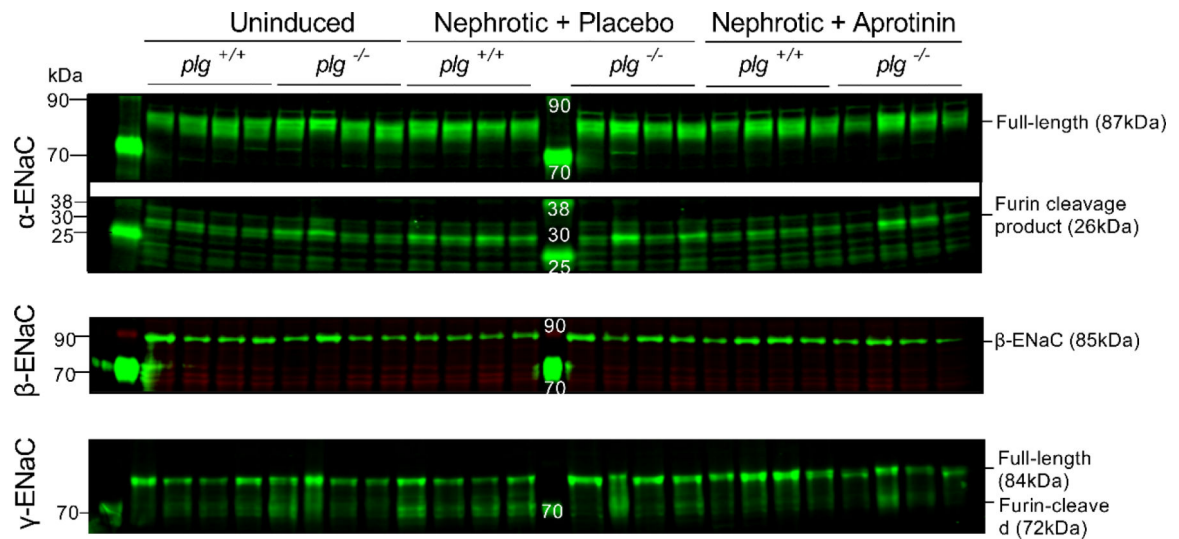 Uninduced Nephrotic + Placebo Nephrotic + Aprotinin
plg +/+ plg -/- plg +/+ plg -/- plg +/+ plg -/-
kDa
α-ENaC
90 90
Full-length (87kDa)
70 70
38 38
30 30
25 25
Furin cleavage
product (26kDa)
β-ENaC
90 90
β-ENaC (85kDa)
70 70
γ-ENaC
Full-length
(84kDa)
70 70
Furin-cleave
d (72kDa)